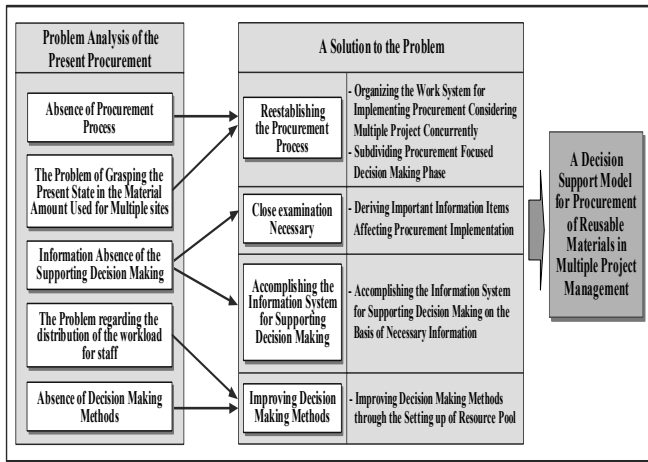 Problem Analysis of the
Present Procurement
Absence of Procurement
Process
The Problem of Grasping the
Present State in the Material
Amount Used for Multiple sites
Information Absence of the
Supporting Decision Making
The Problem regarding the
distribution of the workload
for staff
Absence of Decision Making
Methods
A Solution to the Problem
Reestablishing
the Procurement
Process
- Organizing the Work System for
Implementing Procurement Considering
Multiple Project Concurrently
- Subdividing Procurement Focused
Decision Making Phase
Close examination
Necessary
- Deriving Important Information Items
Affecting Procurement Implementation
Accomplishing the
Information System
for Supporting
Decision Making
- Accomplishing the Information System
for Supporting Decision Making on the
Basis of Necessary Information
Improving Decision
Making Methods
- Improving Decision Making Methods
through the Setting up of Resource Pool
A Decision
Support Model
for Procurement
of Reusable
Materials in
Multiple Project
Management